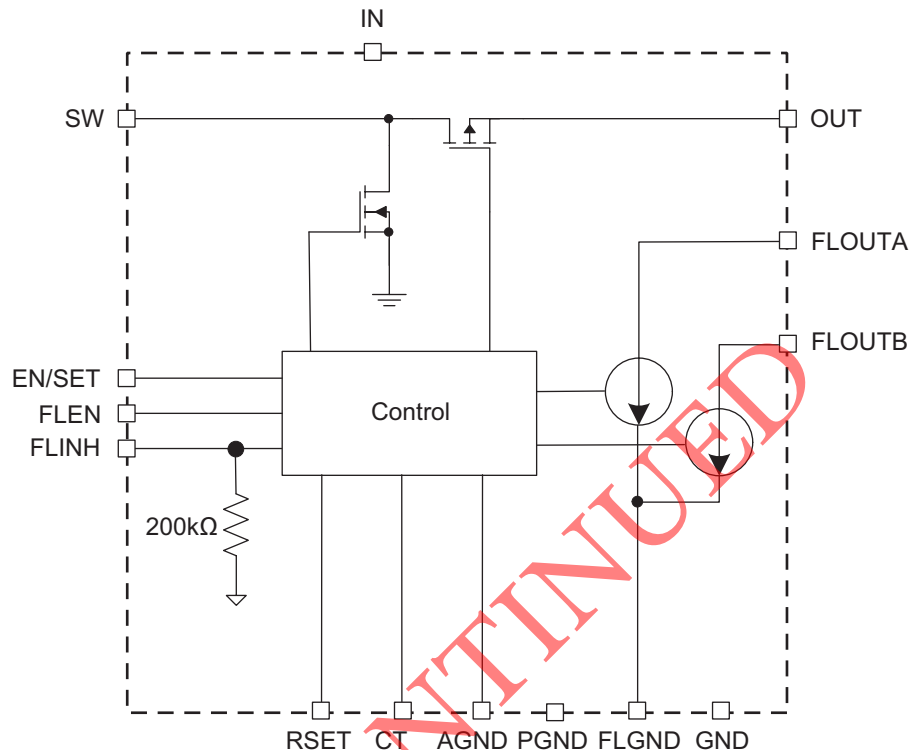 IN
SW
OUT
FLOUTA
FLOUTB
EN/SET
FLEN
FLINH
Control
200kΩ
NTINUED
RSET CT AGND PGND FLGND GND